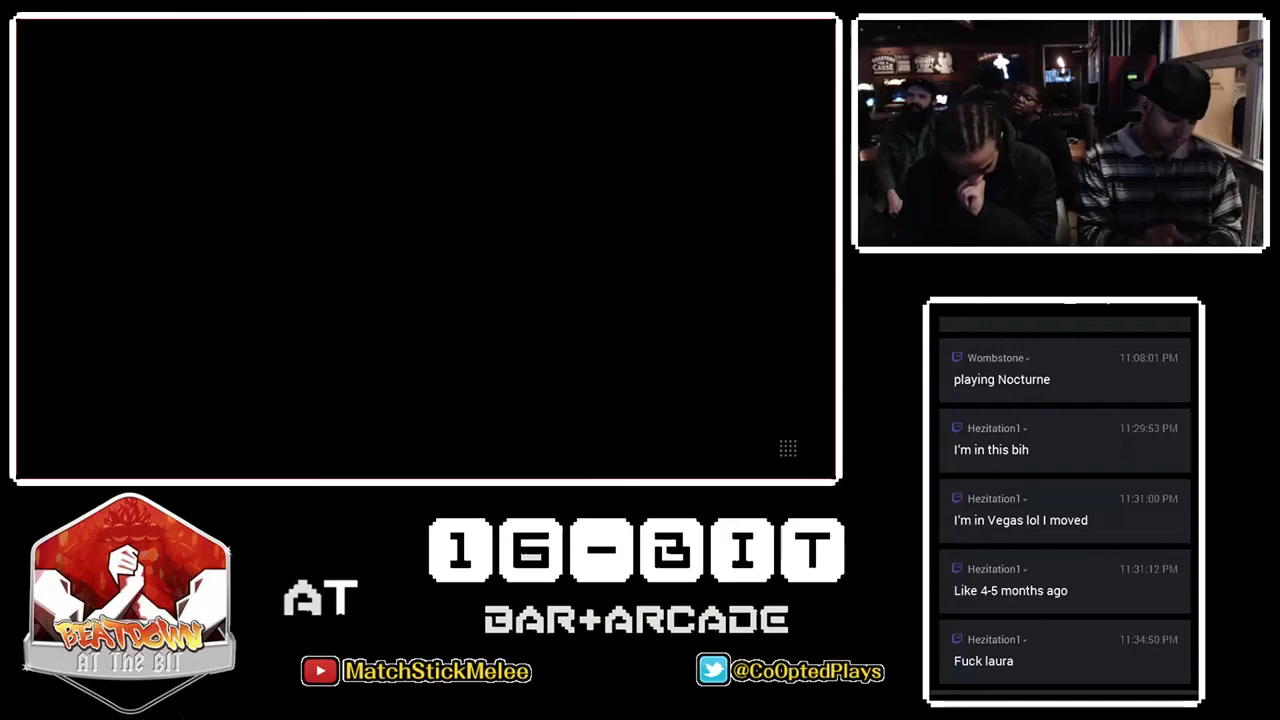 Wombstone
11:08:01 PM
playing Nocturne
Hezitation1
11:29:53 PM
I'm in this bih
Hezitation1
11:31:00 PM
I'm in Vegas lol I moved
Hezitation1
11:31:12 PM
Like 4-5 months ago
Hezitation1
11:34:50 PM
Fuck laura
BEATDOWN
AT THE BIT
AT
16-BIT
BAR+ARCADE
MatchStickMelee
@CoOptedPlays